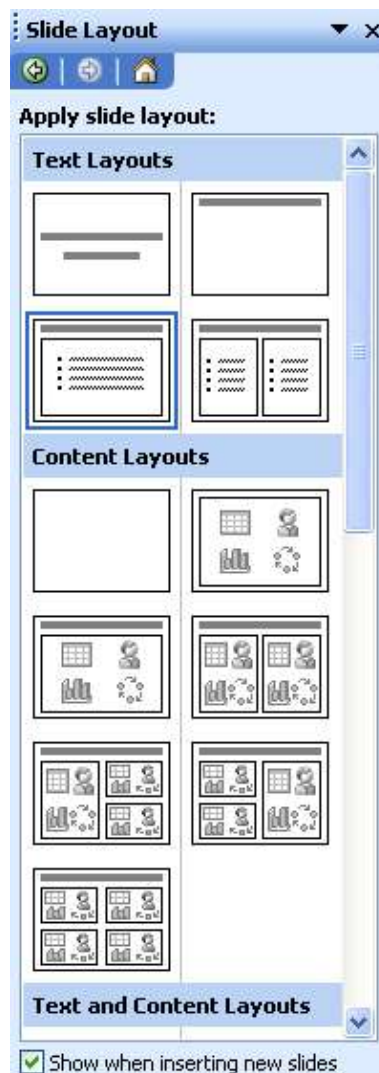 Slide Layout
Apply slide layout:
Text Layouts
Content Layouts
Text and Content Layouts
Show when inserting new slides